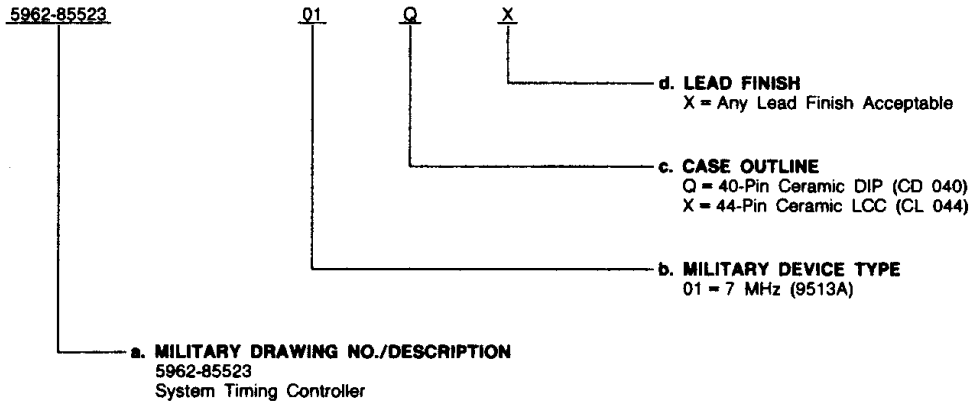 5962-85523 01 Q X
d. LEAD FINISH
X = Any Lead Finish Acceptable
c. CASE OUTLINE
Q = 40-Pin Ceramic DIP (CD 040)
X = 44-Pin Ceramic LCC (CL 044)
b. MILITARY DEVICE TYPE
01 = 7 MHz (9513A)
a. MILITARY DRAWING NO./DESCRIPTION
5962-85523
System Timing Controller